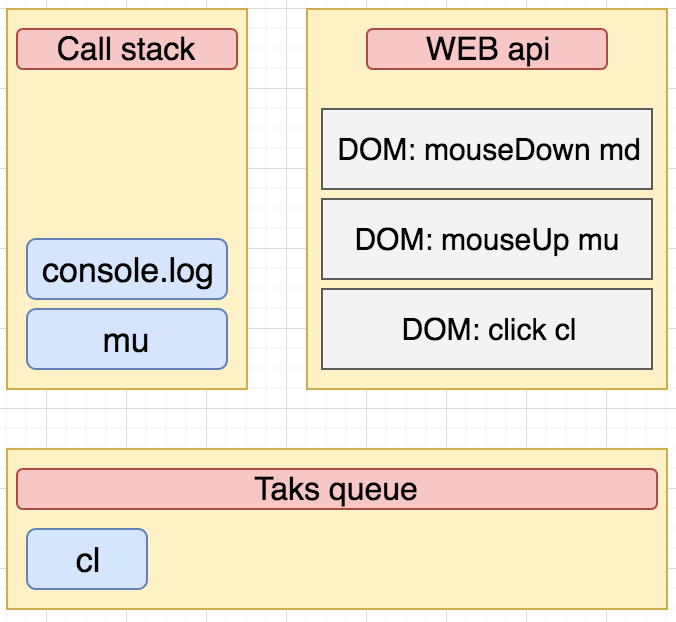 Call stack
WEB api
DOM: mouseDown md
DOM: mouseUp mu
DOM: click cl
console.log
mu
Taks queue
cl